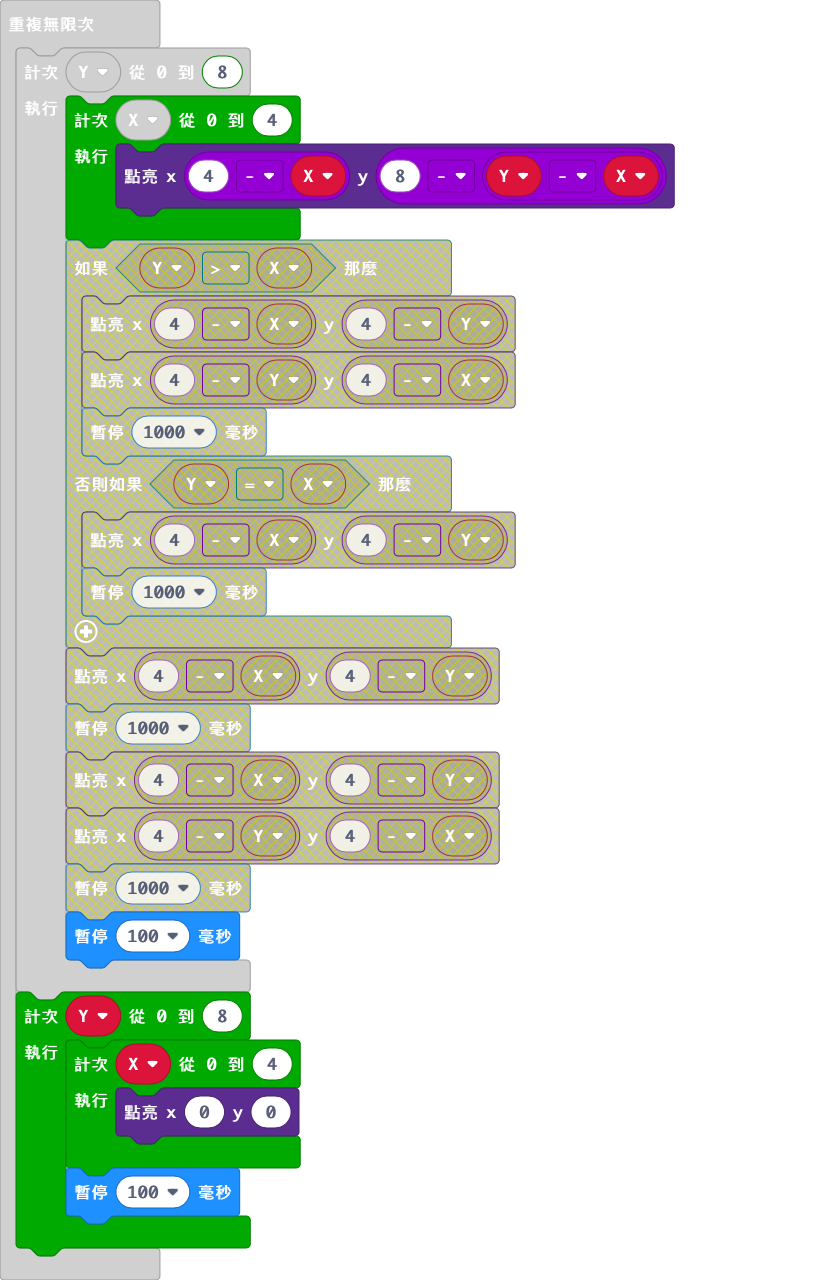 重複無限次
計次 Y 從 0 到 8
執行
計次 X 從 0 到 4
執行
點亮 x 4 - X y 8 - Y - X
如果 Y > X 那麼
點亮 x 4 - X y 4 - Y
點亮 x 4 - Y y 4 - X
暫停 1000 毫秒
否則如果 Y = X 那麼
點亮 x 4 - X y 4 - Y
暫停 1000 毫秒
點亮 x 4 - X y 4 - Y
暫停 1000 毫秒
點亮 x 4 - X y 4 - Y
點亮 x 4 - Y y 4 - X
暫停 1000 毫秒
暫停 100 毫秒
計次 Y 從 0 到 8
執行
計次 X 從 0 到 4
執行
點亮 x 0 y 0
暫停 100 毫秒